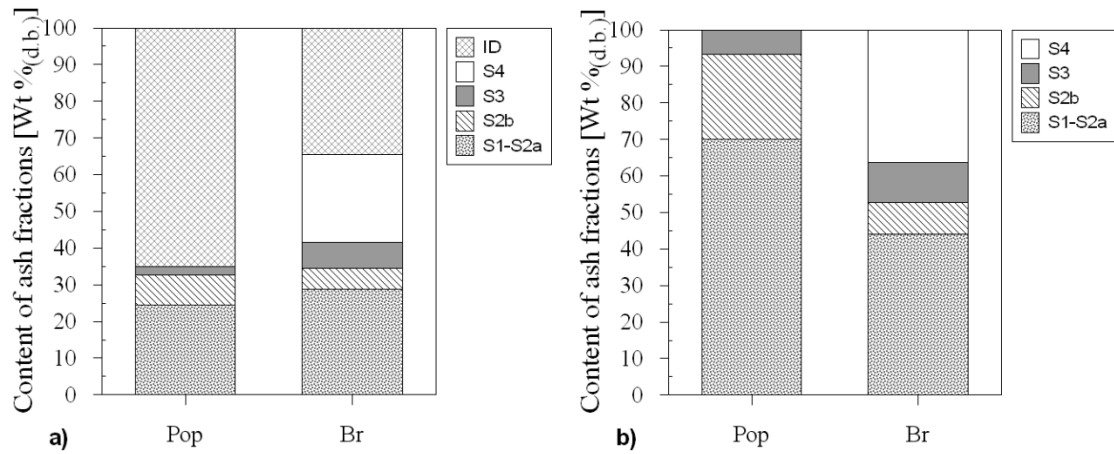 Content of ash fractions [Wt %(d.b.)]
100
90
80
70
60
50
40
30
20
10
0
Pop
Br
a)
ID
S4
S3
S2b
S1-S2a
Content of ash fractions [Wt %(d.b.)]
100
90
80
70
60
50
40
30
20
10
0
Pop
Br
b)
S4
S3
S2b
S1-S2a